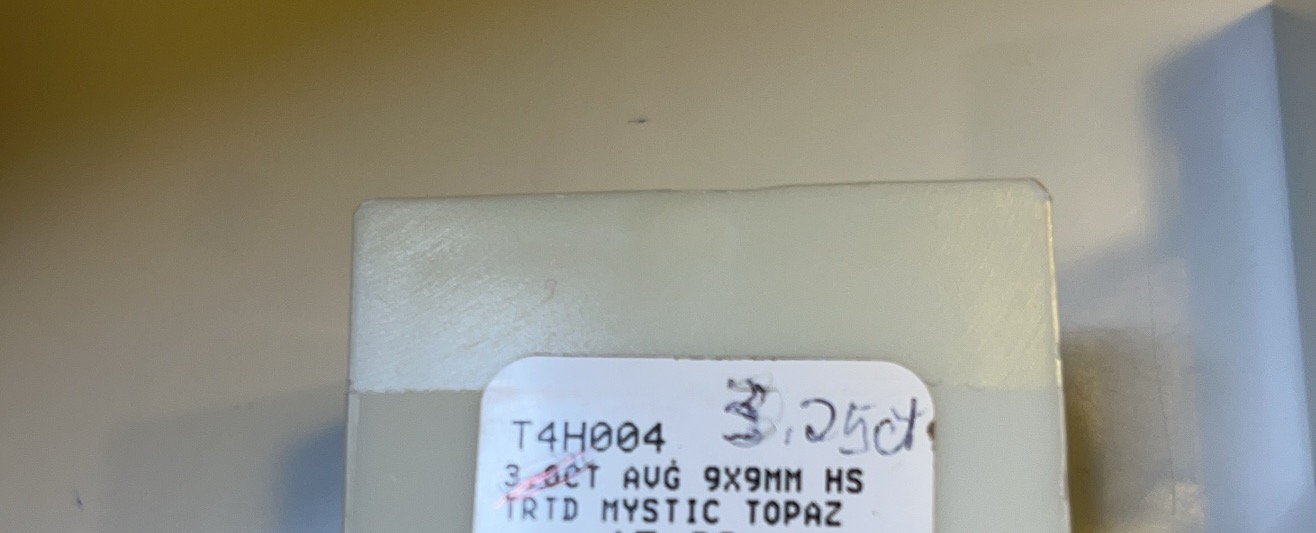 T4H004 3.25ct.
3.0CT AVG 9X9MM HS
TRTD MYSTIC TOPAZ